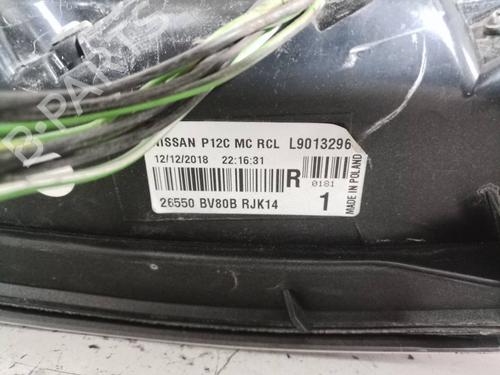 B-PARTS
NISSAN P12C MC RCL L9013296
12/12/2018 22:16:31
R 0181
26550 BV80B RJK14 1
MADE IN POLAND